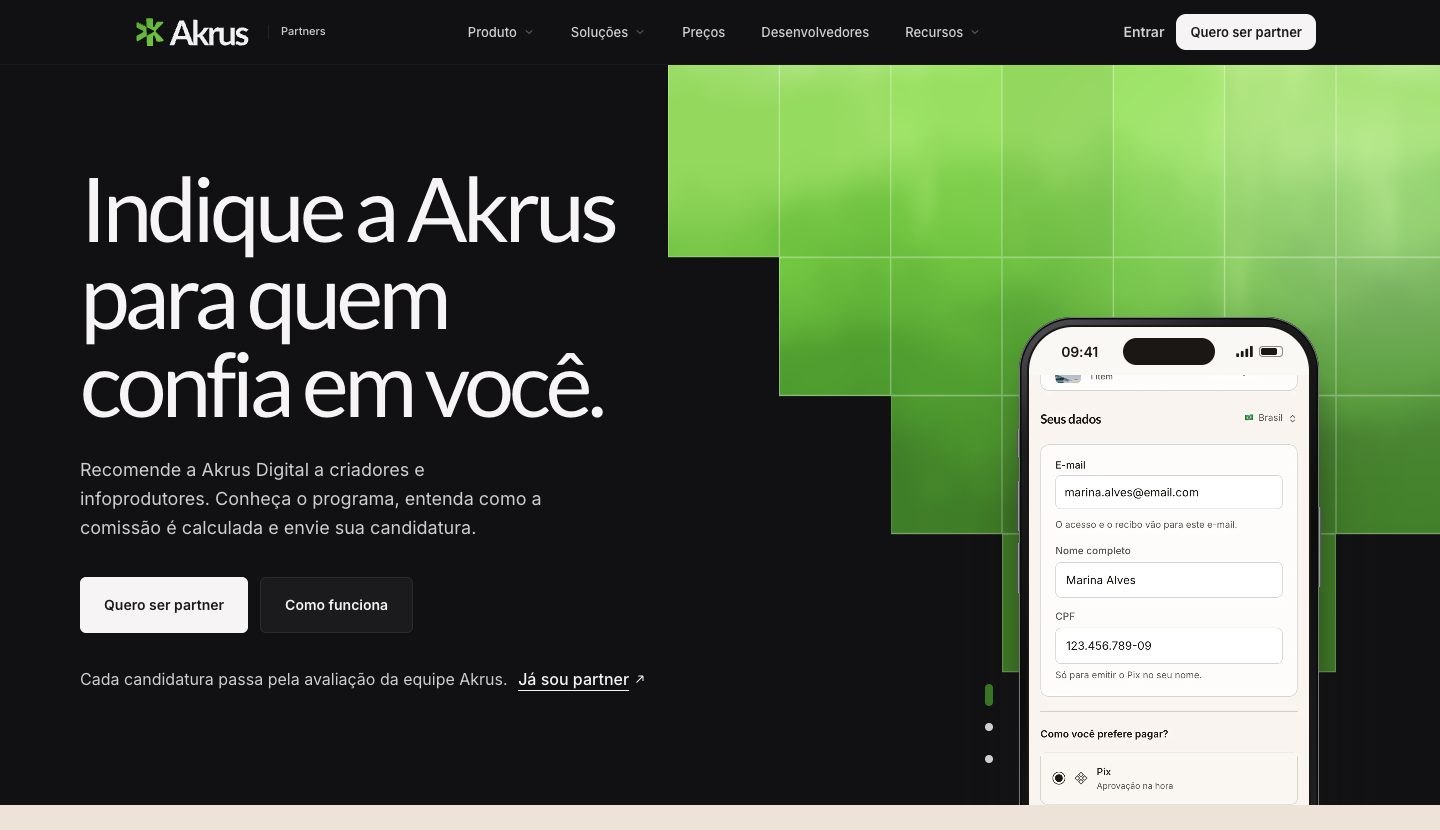 Akrus
Partners
Produto
Soluções
Preços
Desenvolvedores
Recursos
Entrar
Quero ser partner
Indique a Akrus
para quem
confia em você.
Recomende a Akrus Digital a criadores e
infoprodutores. Conheça o programa, entenda como a
comissão é calculada e envie sua candidatura.
Quero ser partner
Como funciona
Cada candidatura passa pela avaliação da equipe Akrus. Já sou partner ↗
09:41
1 item
Seus dados
Brasil
E-mail
marina.alves@email.com
O acesso e o recibo vão para este e-mail.
Nome completo
Marina Alves
CPF
123.456.789-09
Só para emitir o Pix no seu nome.
Como você prefere pagar?
Pix
Aprovação na hora